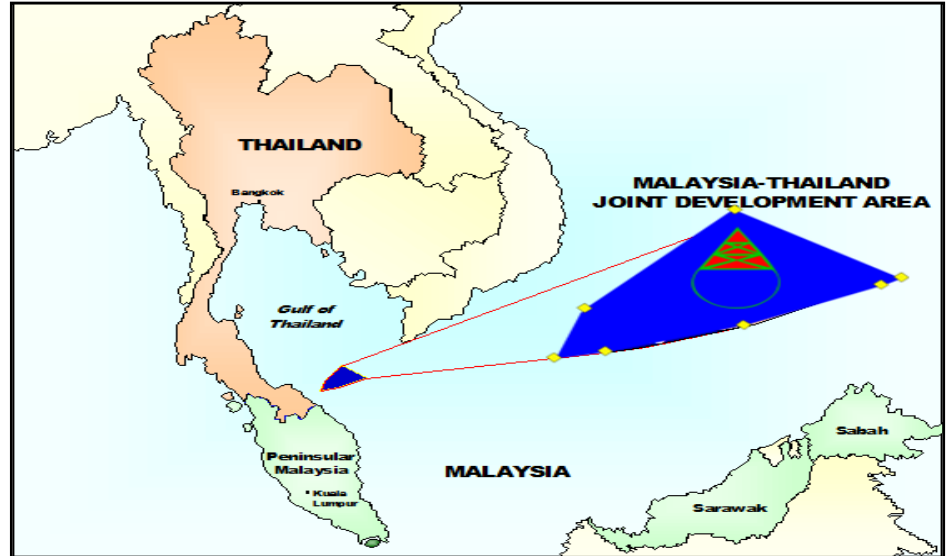 THAILAND
Bangkok
MALAYSIA-THAILAND
JOINT DEVELOPMENT AREA
Gulf of
Thailand
Peninsular
Malaysia
Kuala
Lumpur
MALAYSIA
Sabah
Sarawak